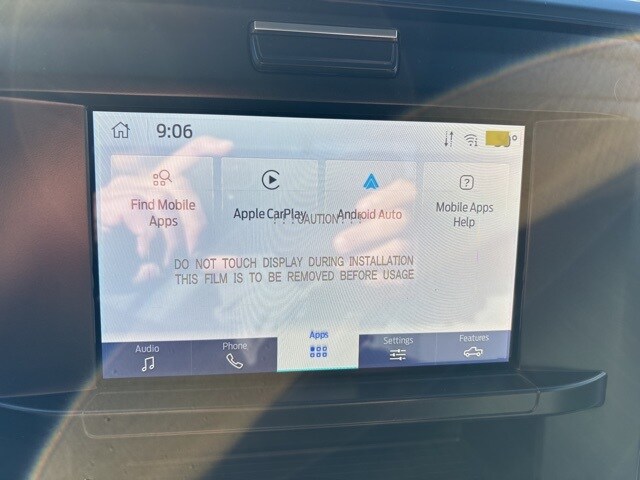 9:06
Find Mobile
Apps
Apple CarPlay
Android Auto
Mobile Apps
Help
! ! !CAUTION! ! !
DO NOT TOUCH DISPLAY DURING INSTALLATION
THIS FILM IS TO BE REMOVED BEFORE USAGE
Audio
Phone
Apps
Settings
Features